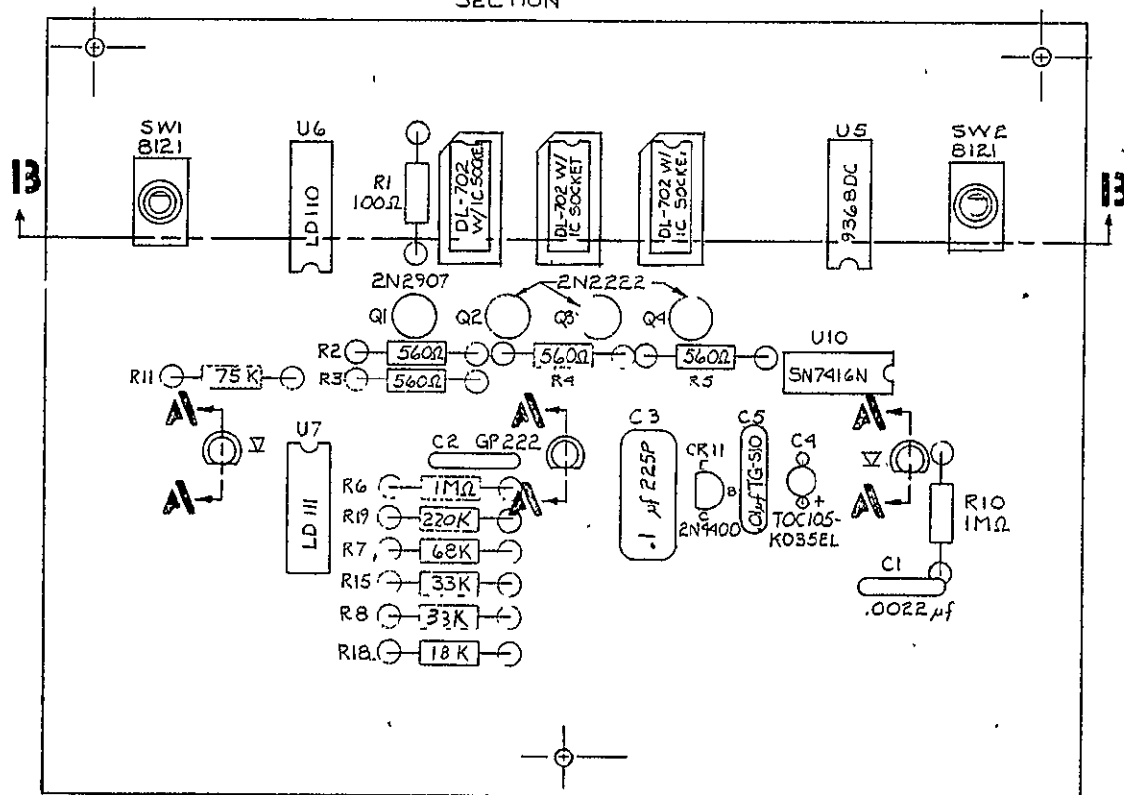 SECTION
SW1
8121
U6
LD110
R1
100Ω
DL-702
W/IC SOCKET
DL-702 W/
IC SOCKET
DL-702 W/
IC SOCKET
U5
9368DC
SW2
8121
B
B
2N2907
2N2222
Q1
Q2
Q3
Q4
R2
560Ω
R3
560Ω
560Ω
R4
560Ω
R5
U10
SN7416N
R11
75K
A
A
V
U7
LD111
C2 GP222
A
A
R6
1MΩ
R19
220K
R7
68K
R15
33K
R8
33K
R18
18K
C3
.1 µf 225P
CR11
E
B
C
2N4400
C5
.01µf TG-S10
C4
+
TOC105-
K035EL
V
A
A
R10
1MΩ
C1
.0022µf